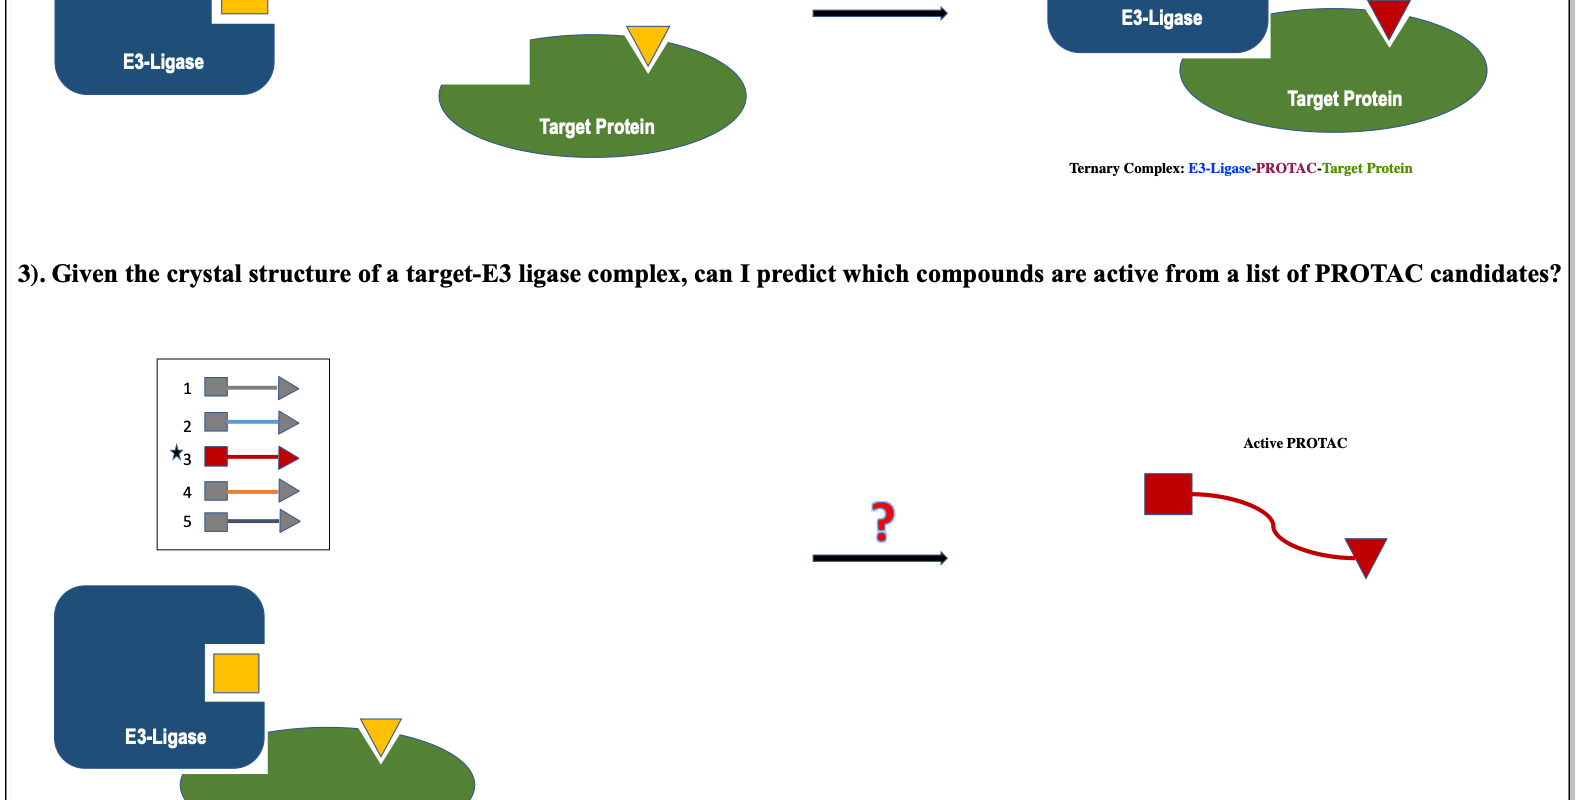 E3-Ligase
E3-Ligase
Target Protein
Target Protein
Ternary Complex: E3-Ligase-PROTAC-Target Protein
3). Given the crystal structure of a target-E3 ligase complex, can I predict which compounds are active from a list of PROTAC candidates?
1
2
3
4
5
Active PROTAC
?
E3-Ligase